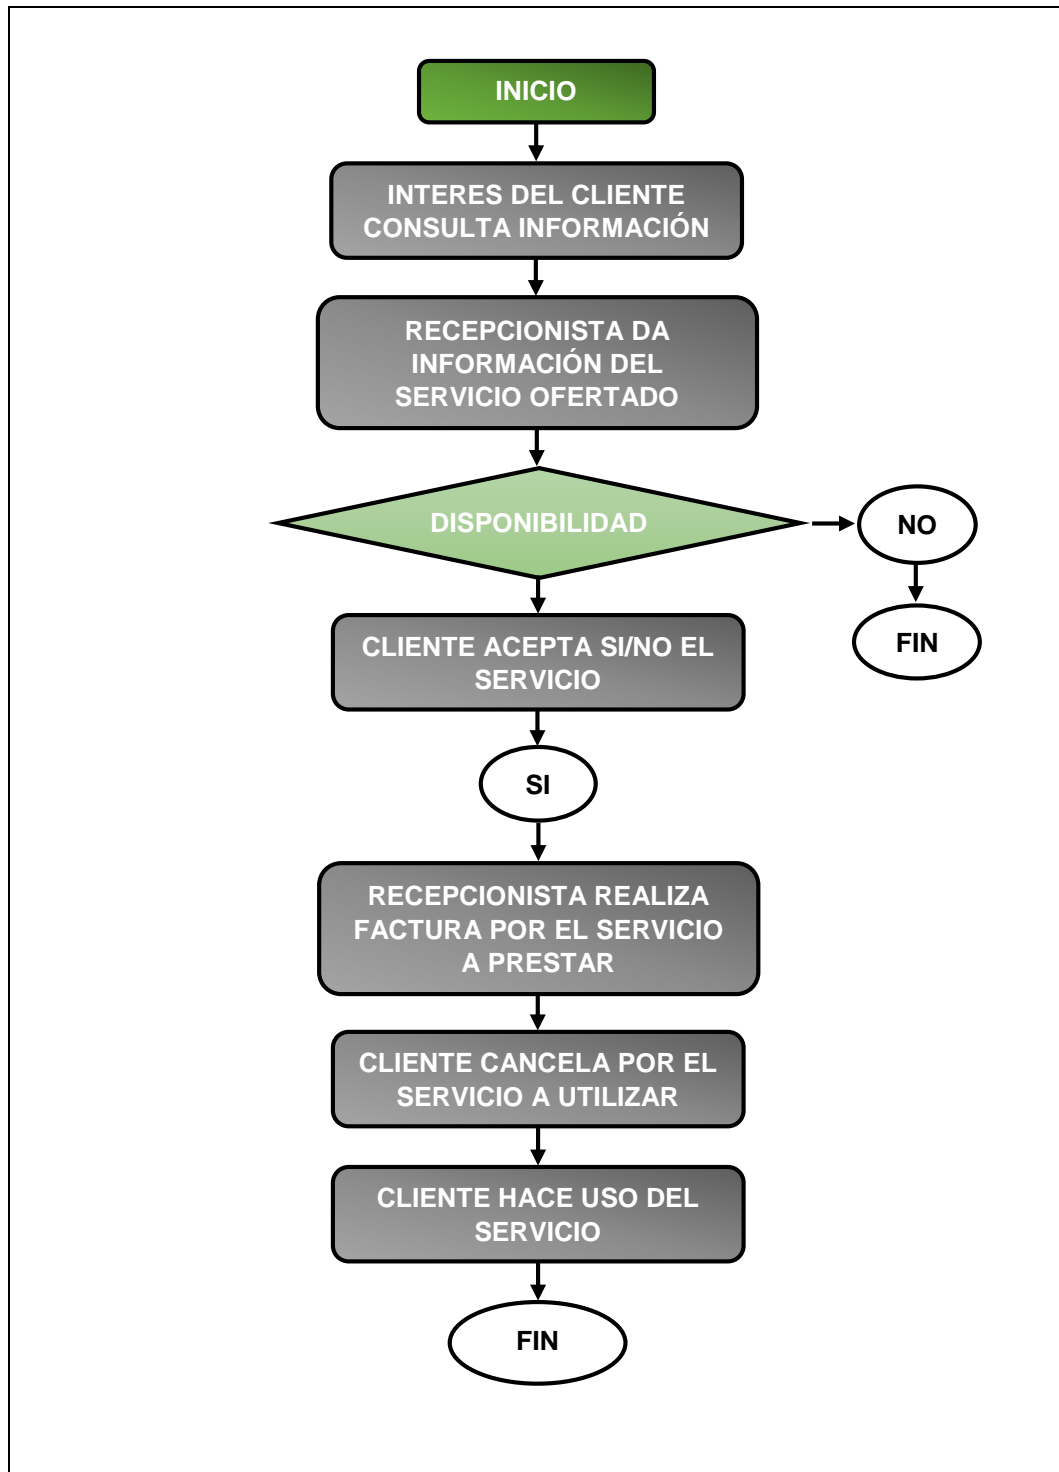 INICIO
INTERES DEL CLIENTE
CONSULTA INFORMACIÓN
RECEPCIONISTA DA
INFORMACIÓN DEL
SERVICIO OFERTADO
DISPONIBILIDAD
NO
FIN
CLIENTE ACEPTA SI/NO EL
SERVICIO
SI
RECEPCIONISTA REALIZA
FACTURA POR EL SERVICIO
A PRESTAR
CLIENTE CANCELA POR EL
SERVICIO A UTILIZAR
CLIENTE HACE USO DEL
SERVICIO
FIN